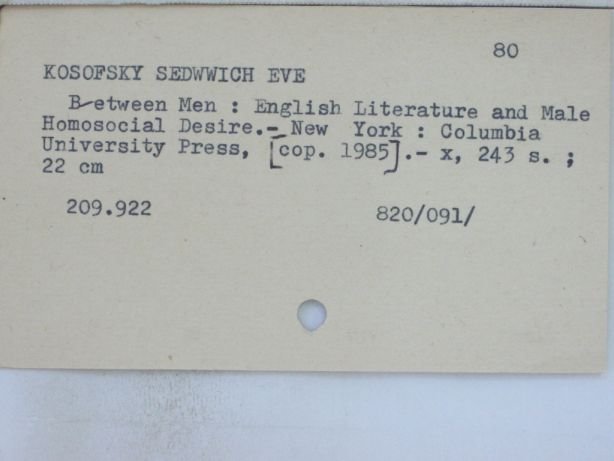 80
KOSOFSKY SEDWWICH EVE
Between Men : English Literature and Male
Homosocial Desire.- New York : Columbia
University Press, [cop. 1985].- x, 243 s. ;
22 cm
209.922 820/091/